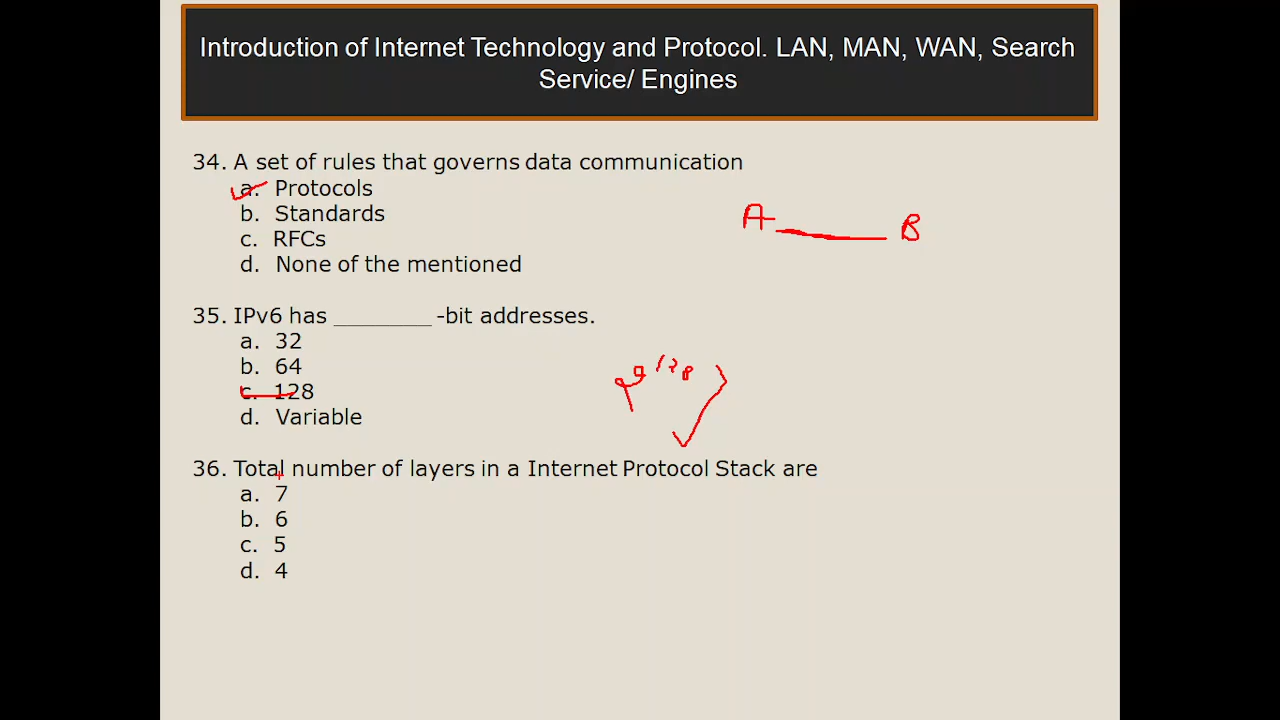 Introduction of Internet Technology and Protocol. LAN, MAN, WAN, Search
Service/ Engines
34. A set of rules that governs data communication
a. Protocols
b. Standards
c. RFCs
d. None of the mentioned
A B
35. IPv6 has ________ -bit addresses.
a. 32
b. 64
c. 128
d. Variable
128
36. Total number of layers in a Internet Protocol Stack are
a. 7
b. 6
c. 5
d. 4